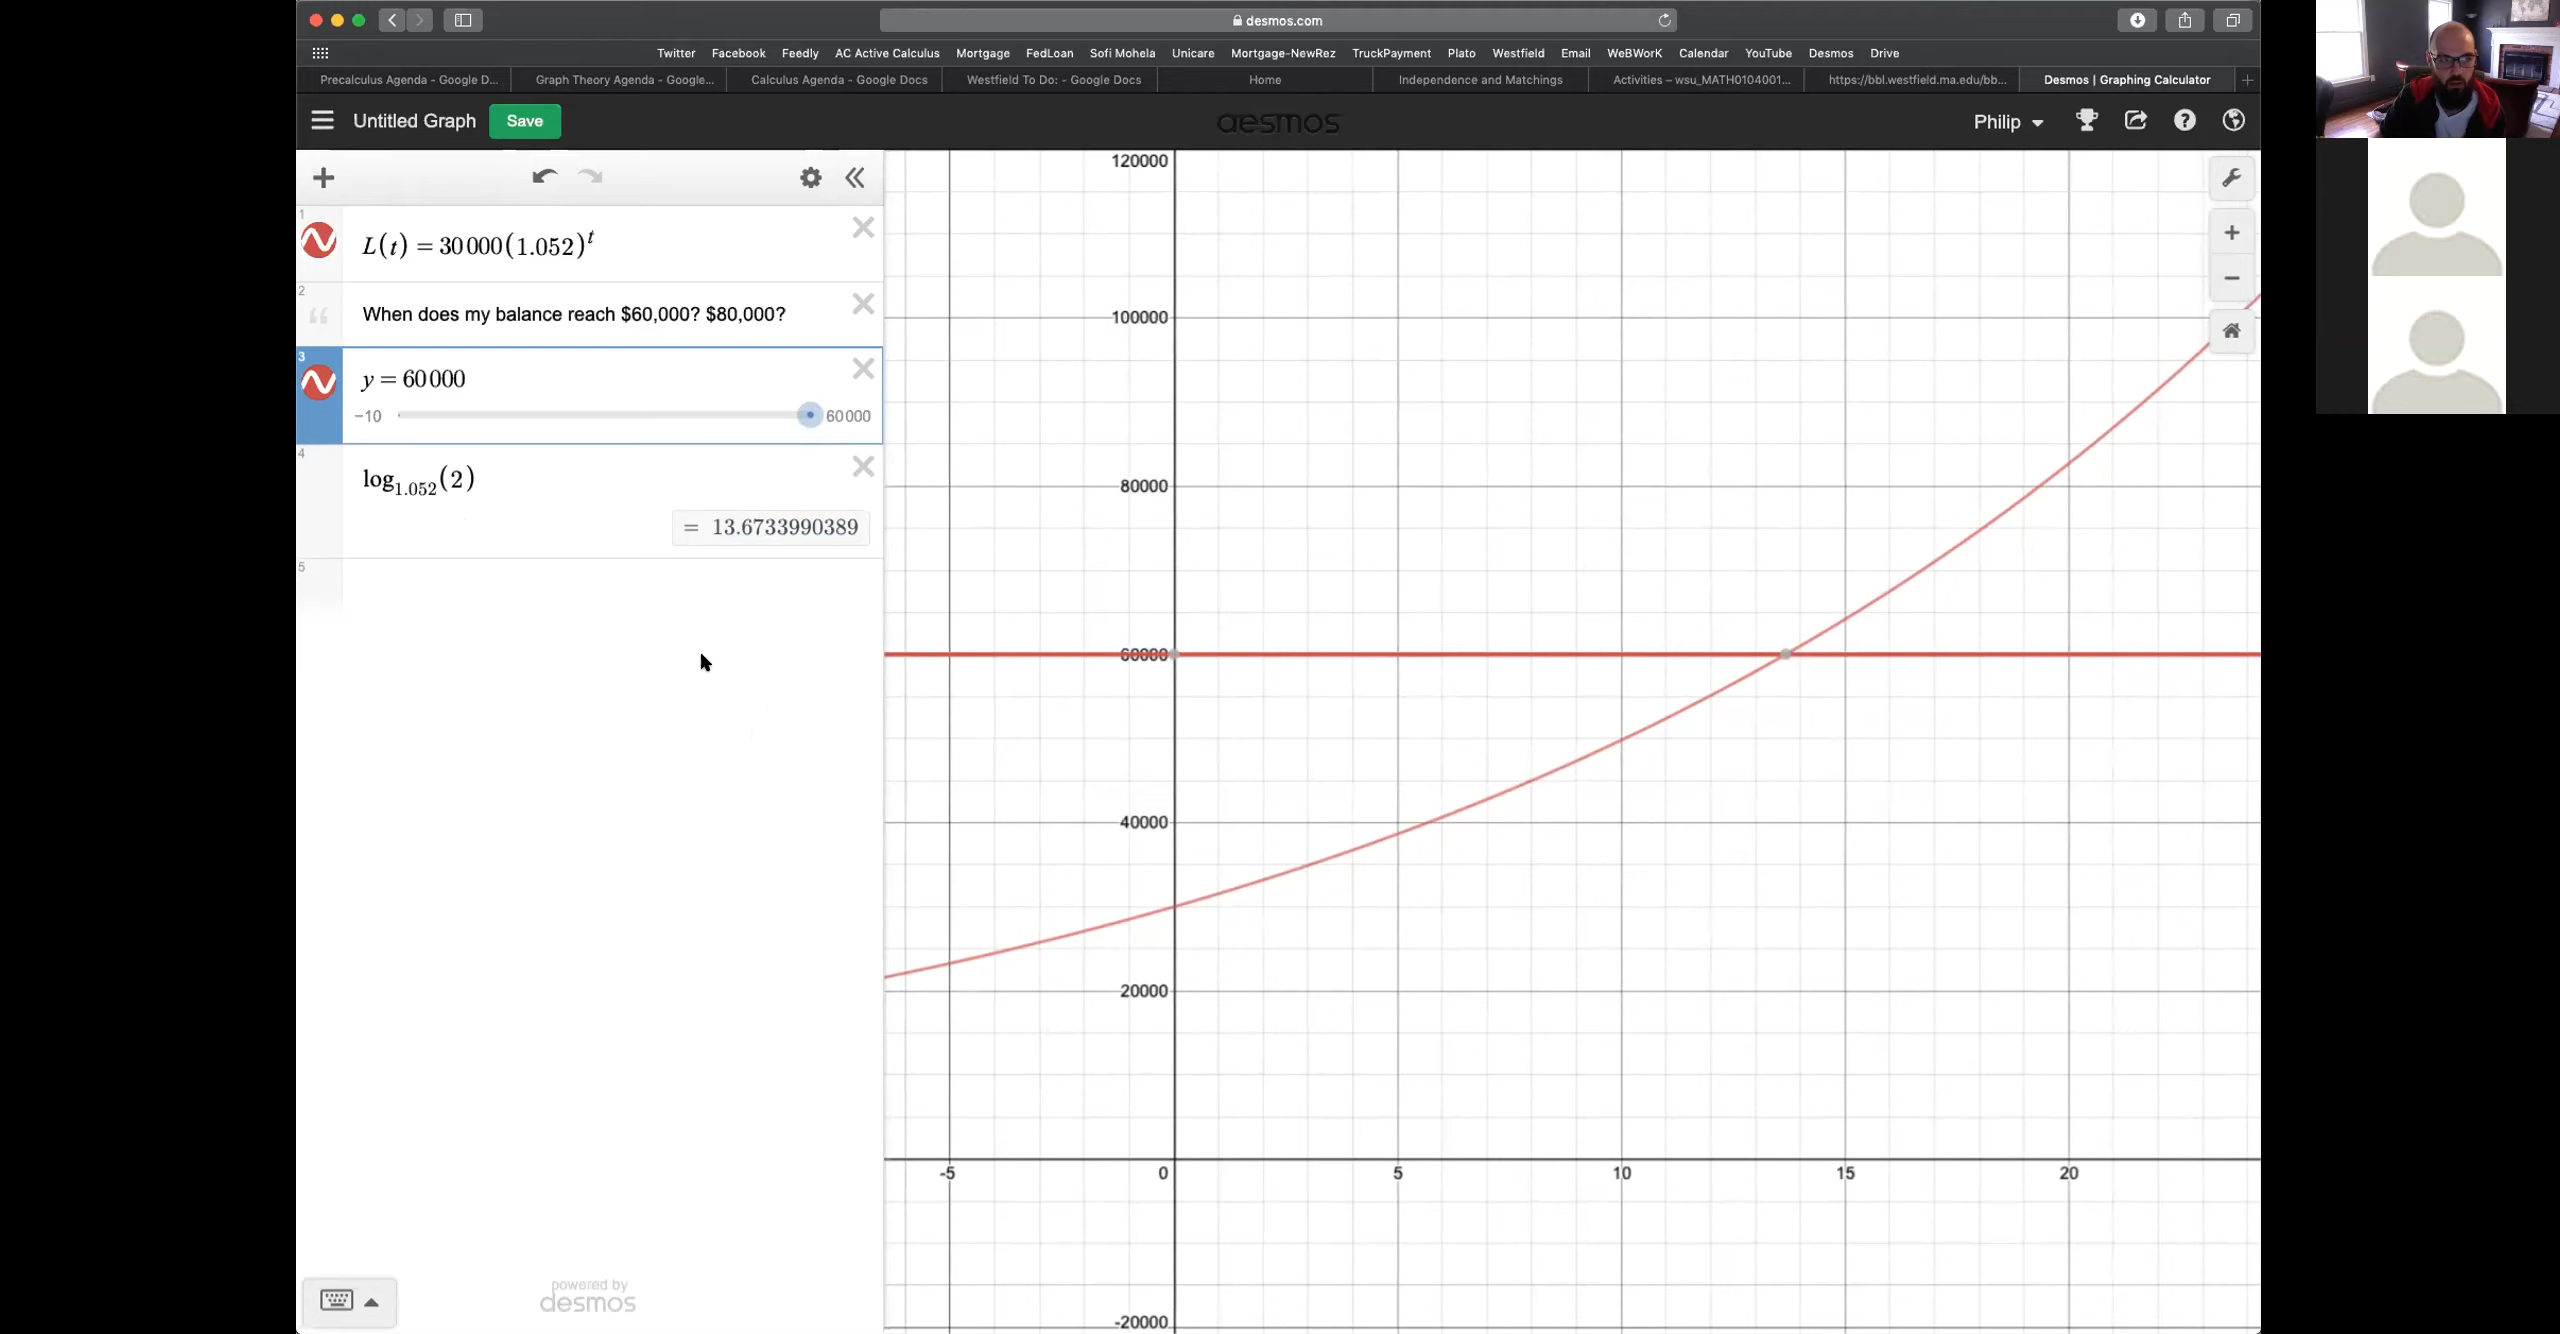 desmos.com
Twitter Facebook Feedly AC Active Calculus Mortgage FedLoan Sofi Mohela Unicare Mortgage-NewRez TruckPayment Plato Westfield Email WeBWorK Calendar YouTube Desmos Drive
Precalculus Agenda - Google D... Graph Theory Agenda - Google... Calculus Agenda - Google Docs Westfield To Do: - Google Docs Home Independence and Matchings Activities – wsu_MATH0104001... https://bbl.westfield.ma.edu/bb... Desmos | Graphing Calculator
Untitled Graph Save desmos Philip
1
L(t) = 30000(1.052)^t
2
When does my balance reach $60,000? $80,000?
3
y = 60000
-10 60000
4
log_1.052(2)
= 13.6733990389
5
120000
100000
80000
60000
40000
20000
-5 0 5 10 15 20
-20000
powered by
desmos